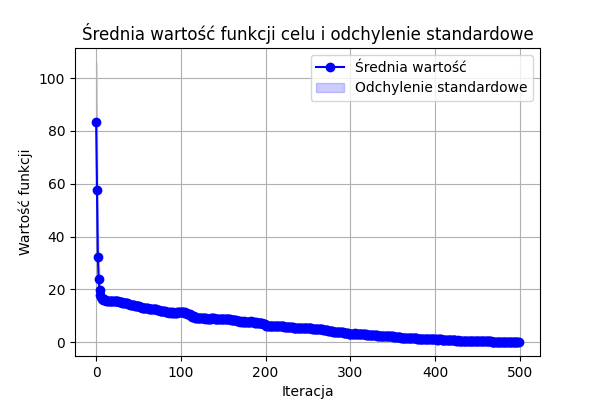 Średnia wartość funkcji celu i odchylenie standardowe
Średnia wartość
Odchylenie standardowe
Wartość funkcji
100
80
60
40
20
0
0 100 200 300 400 500
Iteracja